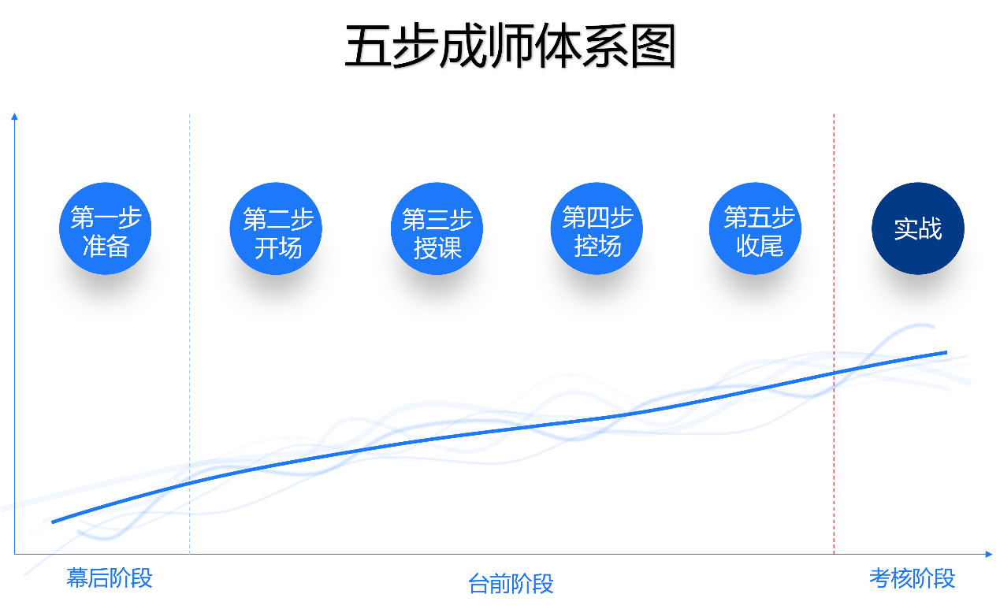 五步成师体系图
第一步
准备
第二步
开场
第三步
授课
第四步
控场
第五步
收尾
实战
幕后阶段
台前阶段
考核阶段